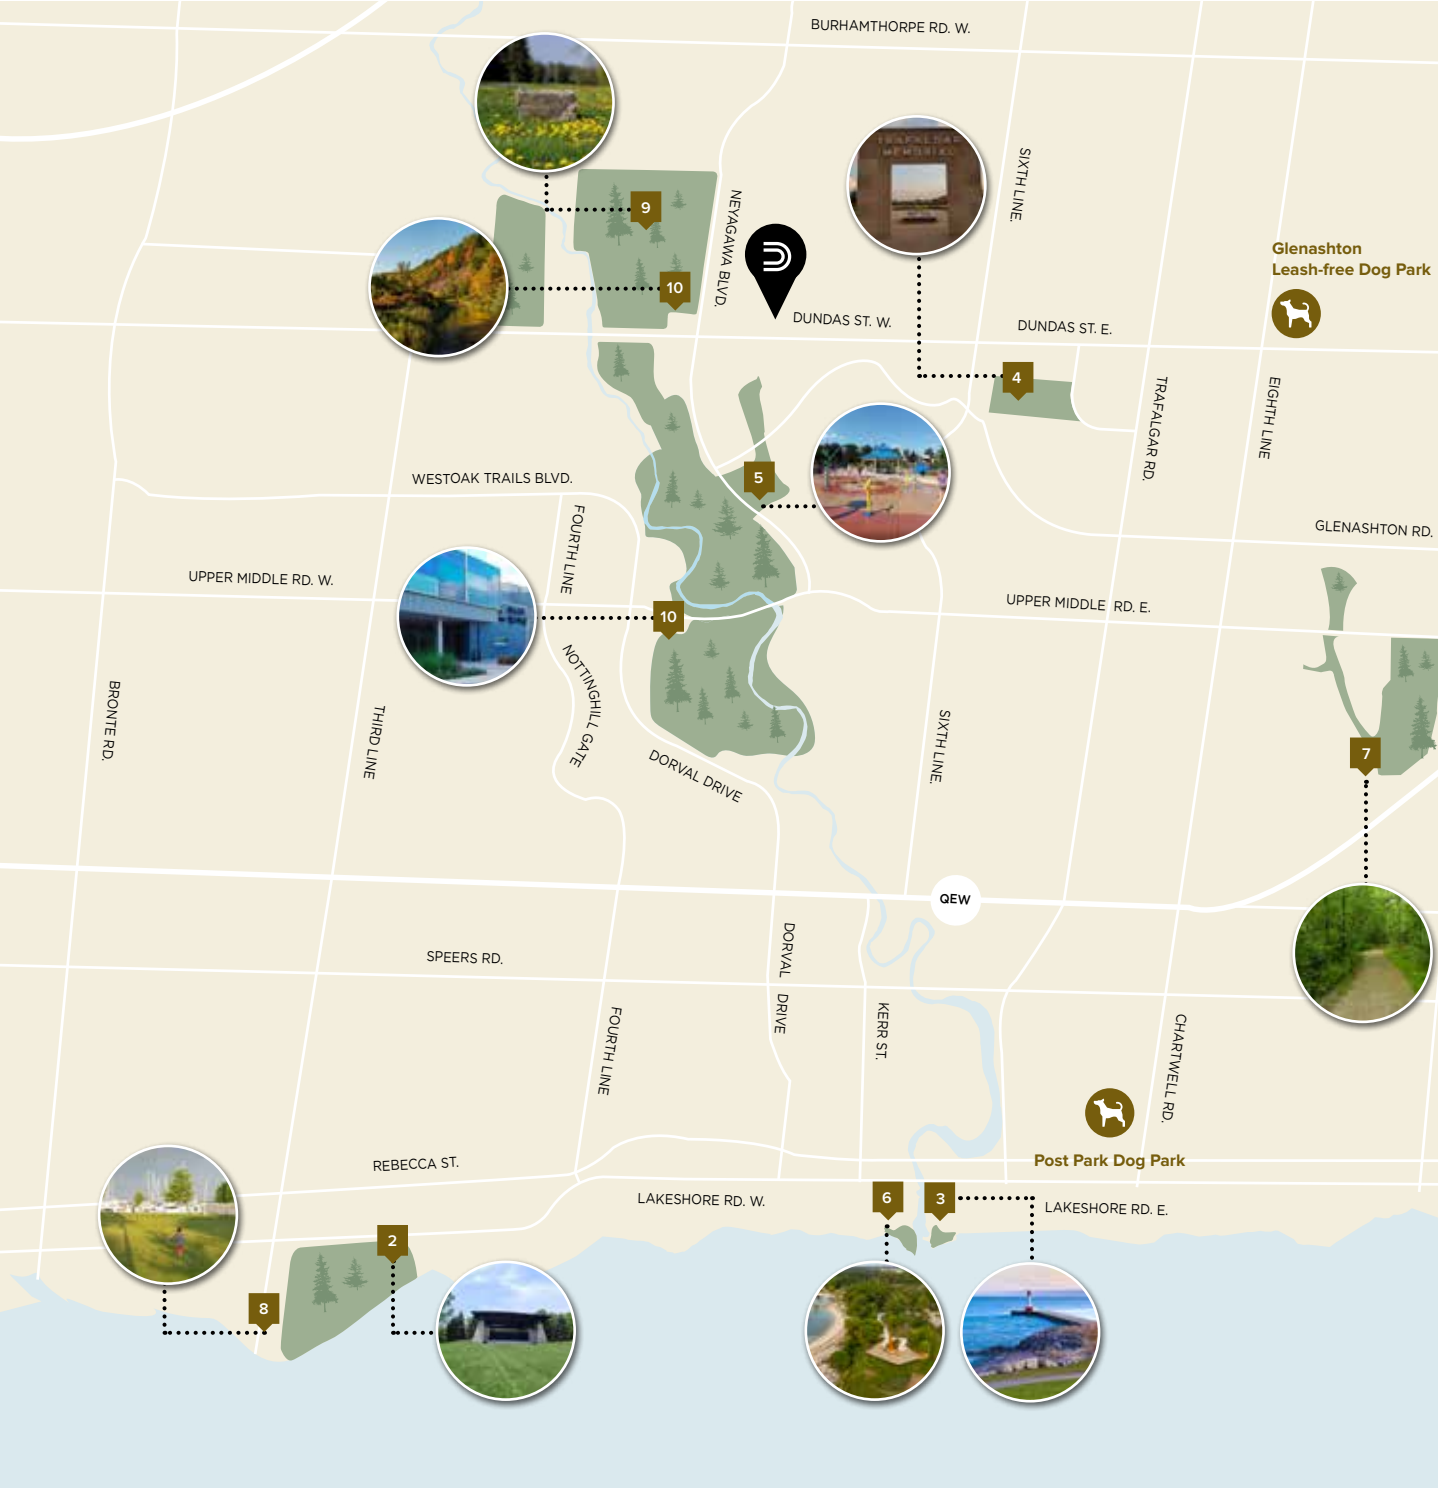 BURHAMTHORPE RD. W.
TRAFALGAR
MEMORIAL
SIXTH LINE.
NEYAGAWA BLVD.
9
10
Glenashton
Leash-free Dog Park
DUNDAS ST. W.
DUNDAS ST. E.
4
TRAFALGAR RD.
EIGHTH LINE
WESTOAK TRAILS BLVD.
5
FOURTH LINE
GLENASHTON RD.
UPPER MIDDLE RD. W.
10
UPPER MIDDLE RD. E.
NOTTINGHILL GATE
BRONTE RD.
THIRD LINE
DORVAL DRIVE
SIXTH LINE.
7
QEW
SPEERS RD.
DORVAL DRIVE
FOURTH LINE
KERR ST.
CHARTWELL RD.
Post Park Dog Park
REBECCA ST.
LAKESHORE RD. W.
6
3
LAKESHORE RD. E.
2
8